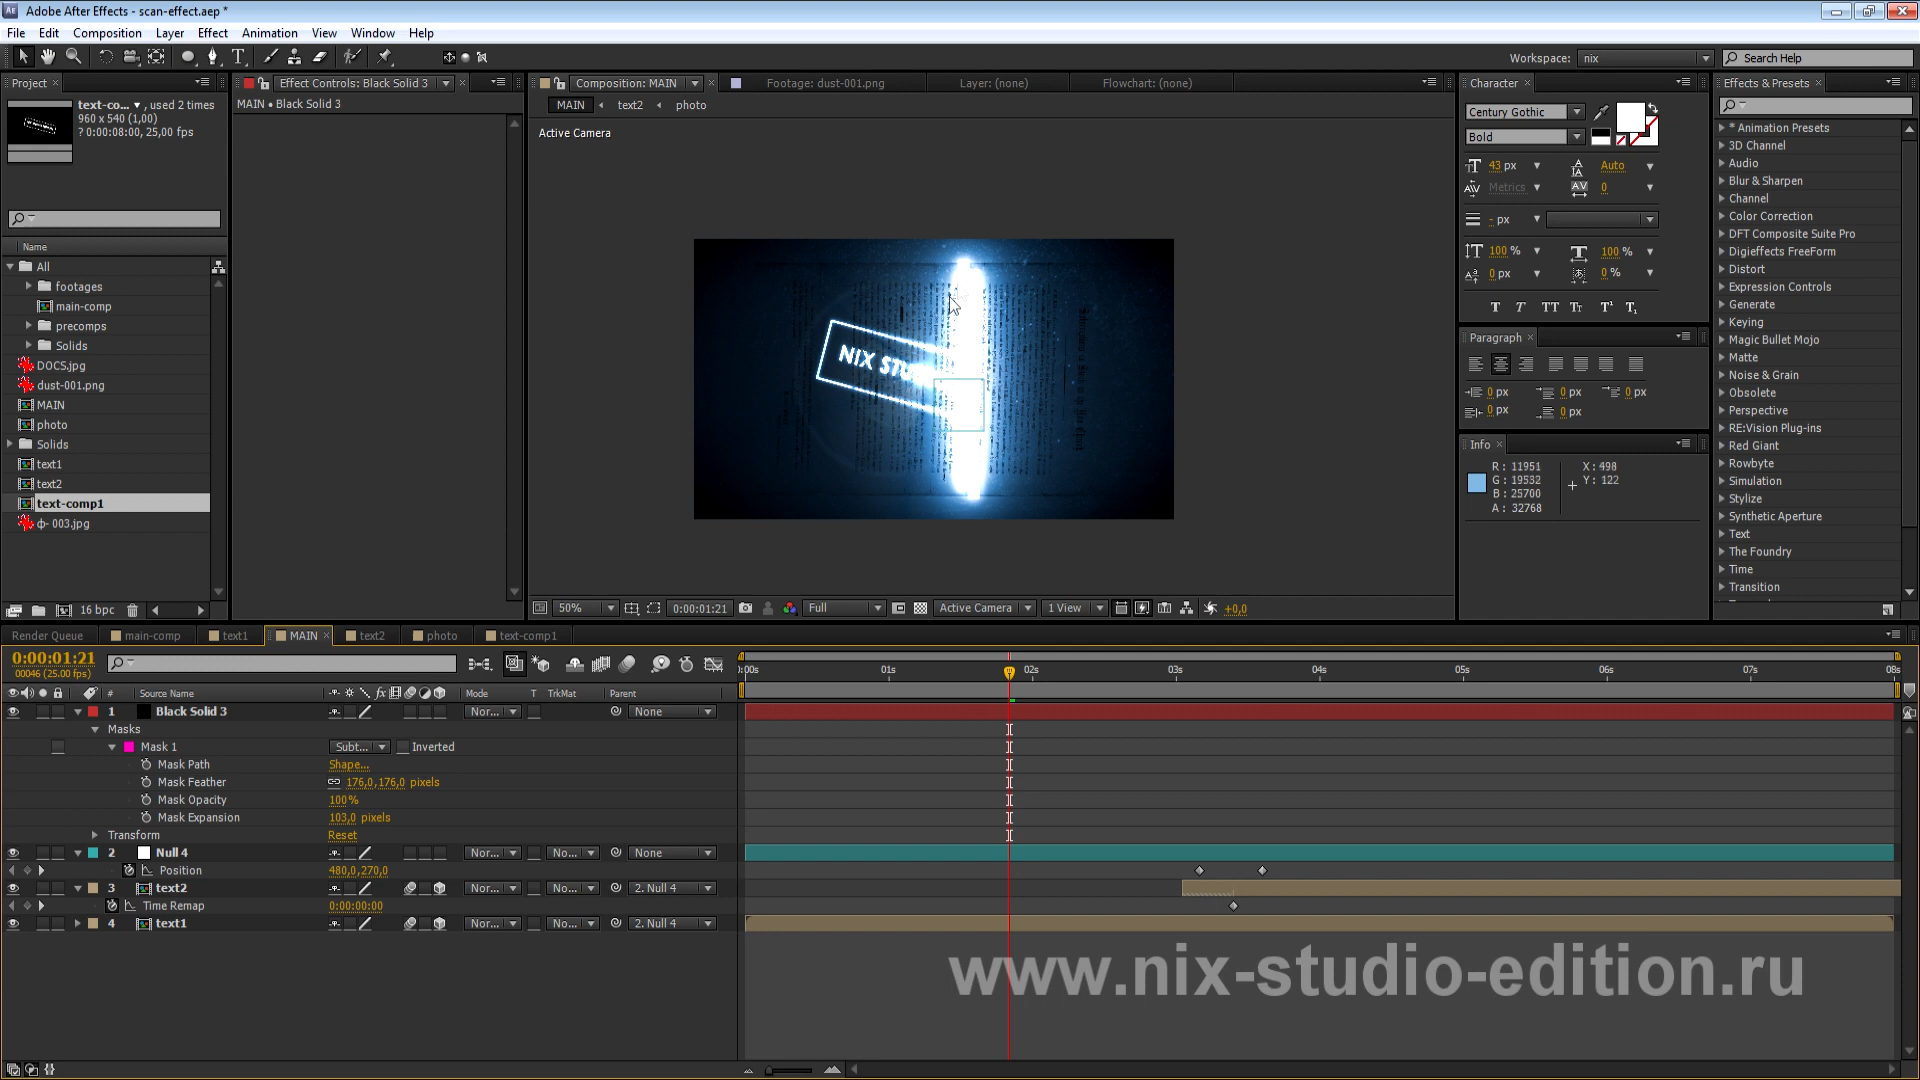 Adobe After Effects - scan-effect.aep *
File Edit Composition Layer Effect Animation View Window Help
Workspace: nix
Search Help
Project
text-co... , used 2 times
960 x 540 (1,00)
? 0:00:08:00, 25,00 fps
Name
All
footages
main-comp
precomps
Solids
DOCS.jpg
dust-001.png
MAIN
photo
Solids
text1
text2
text-comp1
ф- 003.jpg
16 bpc
Effect Controls: Black Solid 3
MAIN • Black Solid 3
Composition: MAIN
Footage: dust-001.png
Layer: (none)
Flowchart: (none)
MAIN text2 photo
Active Camera
NIX STU
50% 0:00:01:21 Full Active Camera 1 View +0,0
Character
Century Gothic
Bold
43 px Auto
Metrics 0
- px
100 % 100 %
0 px 0 %
Paragraph
0 px 0 px 0 px
0 px 0 px
Info
R : 11951
G : 19532
B : 25700
A : 32768
X : 498
Y : 122
Effects & Presets
* Animation Presets
3D Channel
Audio
Blur & Sharpen
Channel
Color Correction
DFT Composite Suite Pro
Digieffects FreeForm
Distort
Expression Controls
Generate
Keying
Magic Bullet Mojo
Matte
Noise & Grain
Obsolete
Perspective
RE:Vision Plug-ins
Red Giant
Rowbyte
Simulation
Stylize
Synthetic Aperture
Text
The Foundry
Time
Transition
Render Queue main-comp text1 MAIN text2 photo text-comp1
0:00:01:21
00046 (25.00 fps)
# Source Name Mode T TrkMat Parent
:00s 01s 02s 03s 04s 05s 06s 07s 08s
1 Black Solid 3 Nor... None
Masks
Mask 1 Subt... Inverted
Mask Path Shape...
Mask Feather 176,0,176,0 pixels
Mask Opacity 100%
Mask Expansion 103,0 pixels
Transform Reset
2 Null 4 Nor... No... None
Position 480,0,270,0
3 text2 Nor... No... 2. Null 4
Time Remap 0:00:00:00
4 text1 Nor... No... 2. Null 4
www.nix-studio-edition.ru